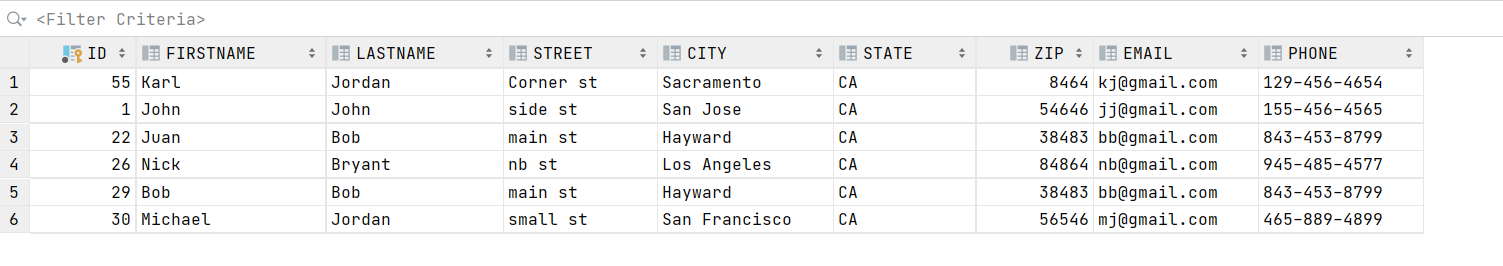 <Filter Criteria>
ID FIRSTNAME LASTNAME STREET CITY STATE ZIP EMAIL PHONE
1 55 Karl Jordan Corner st Sacramento CA 8464 kj@gmail.com 129-456-4654
2 1 John John side st San Jose CA 54646 jj@gmail.com 155-456-4565
3 22 Juan Bob main st Hayward CA 38483 bb@gmail.com 843-453-8799
4 26 Nick Bryant nb st Los Angeles CA 84864 nb@gmail.com 945-485-4577
5 29 Bob Bob main st Hayward CA 38483 bb@gmail.com 843-453-8799
6 30 Michael Jordan small st San Francisco CA 56546 mj@gmail.com 465-889-4899